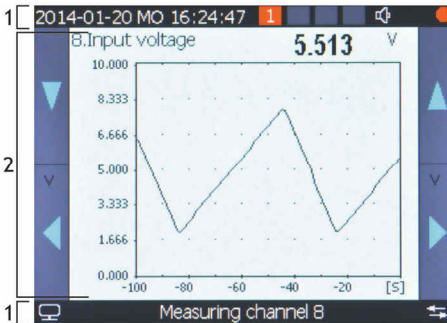 1 2014-01-20 MO 16:24:47 1
8.Input voltage 5.513 V
10.000
8.333
6.666
5.000
3.333
1.666
0.000
-100 -80 -60 -40 -20 [S]
V V
2
1 Measuring channel 8